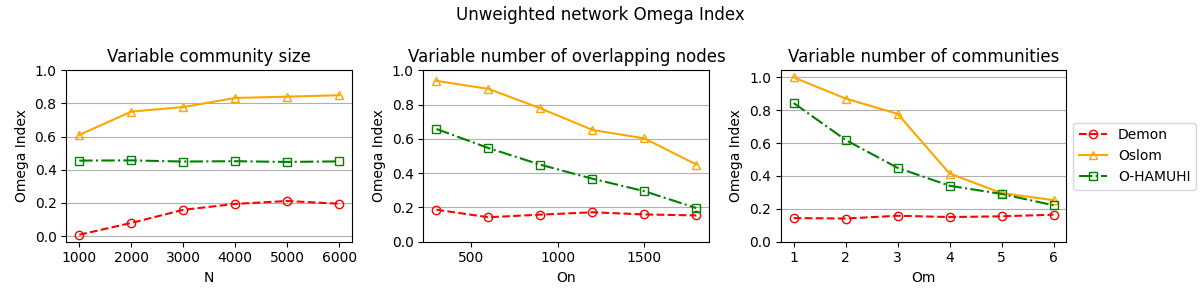 Unweighted network Omega Index
Variable community size
Omega Index
1.0
0.8
0.6
0.4
0.2
0.0
1000 2000 3000 4000 5000 6000
N
Variable number of overlapping nodes
Omega Index
1.0
0.8
0.6
0.4
0.2
0.0
500 1000 1500
On
Variable number of communities
Omega Index
1.0
0.8
0.6
0.4
0.2
0.0
1 2 3 4 5 6
Om
Demon
Oslom
O-HAMUHI